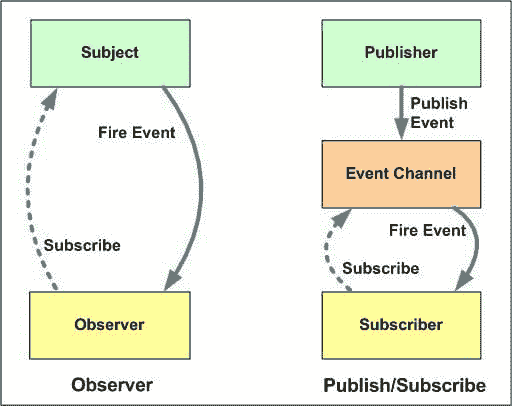 Subject
Fire Event
Subscribe
Observer
Observer
Publisher
Publish
Event
Event Channel
Fire Event
Subscribe
Subscriber
Publish/Subscribe